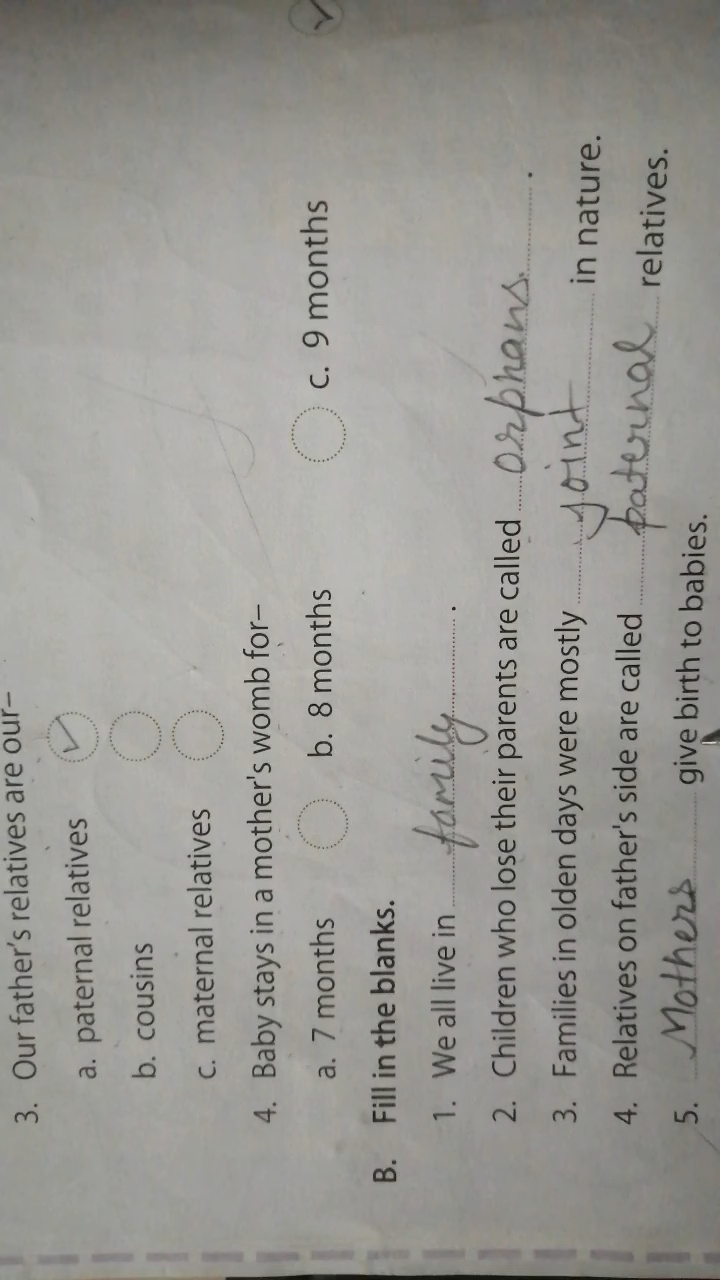 3. Our father's relatives are our–
a. paternal relatives ✓
b. cousins
c. maternal relatives
4. Baby stays in a mother's womb for–
a. 7 months b. 8 months c. 9 months ✓
B. Fill in the blanks.
1. We all live in family.
2. Children who lose their parents are called orphans.
3. Families in olden days were mostly joint in nature.
4. Relatives on father's side are called paternal relatives.
5. Mothers give birth to babies.